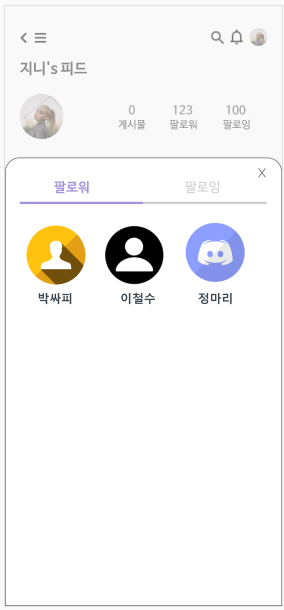 지니's 피드
0 123 100
게시물 팔로워 팔로잉
X
팔로워 팔로잉
박싸피 이철수 정마리